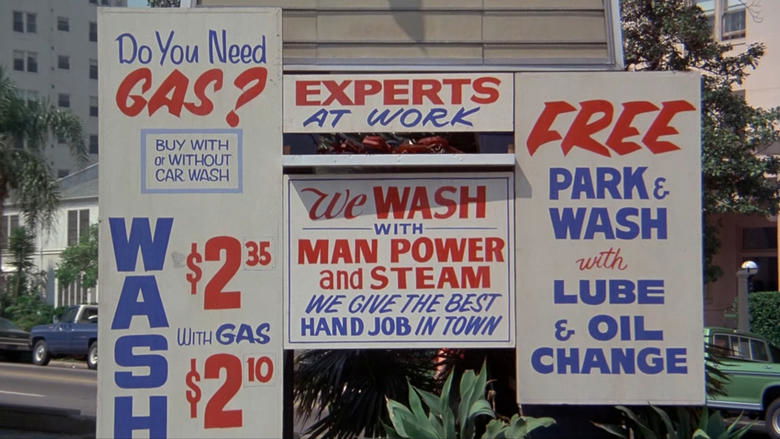 Do You Need
GAS?
BUY WITH
or WITHOUT
CAR WASH
WASH
$2 35
WITH GAS
$2 10
EXPERTS
AT WORK
We WASH
WITH
MAN POWER
and STEAM
WE GIVE THE BEST
HAND JOB IN TOWN
FREE
PARK &
WASH
with
LUBE
& OIL
CHANGE